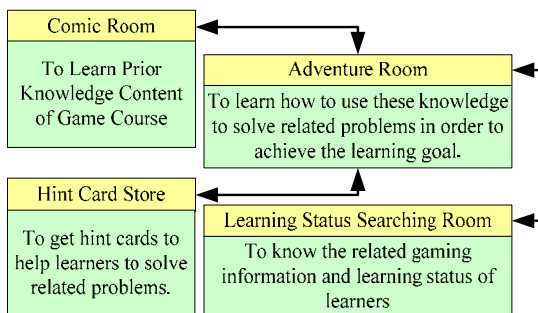 Comic Room
To Learn Prior
Knowledge Content
of Game Course
Adventure Room
To learn how to use these knowledge
to solve related problems in order to
achieve the learning goal.
Hint Card Store
To get hint cards to
help learners to solve
related problems.
Learning Status Searching Room
To know the related gaming
information and learning status of
learners